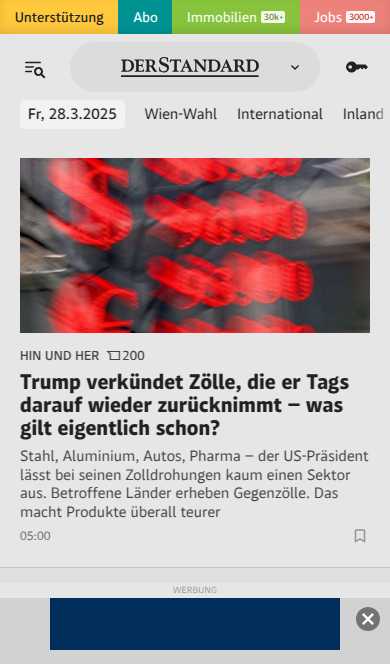 Unterstützung Abo Immobilien 30k+ Jobs 3000+
DERSTANDARD
Fr, 28.3.2025 Wien-Wahl International Inland
HIN UND HER 200
Trump verkündet Zölle, die er Tags
darauf wieder zurücknimmt – was
gilt eigentlich schon?
Stahl, Aluminium, Autos, Pharma – der US-Präsident
lässt bei seinen Zolldrohungen kaum einen Sektor
aus. Betroffene Länder erheben Gegenzölle. Das
macht Produkte überall teurer
05:00
WERBUNG